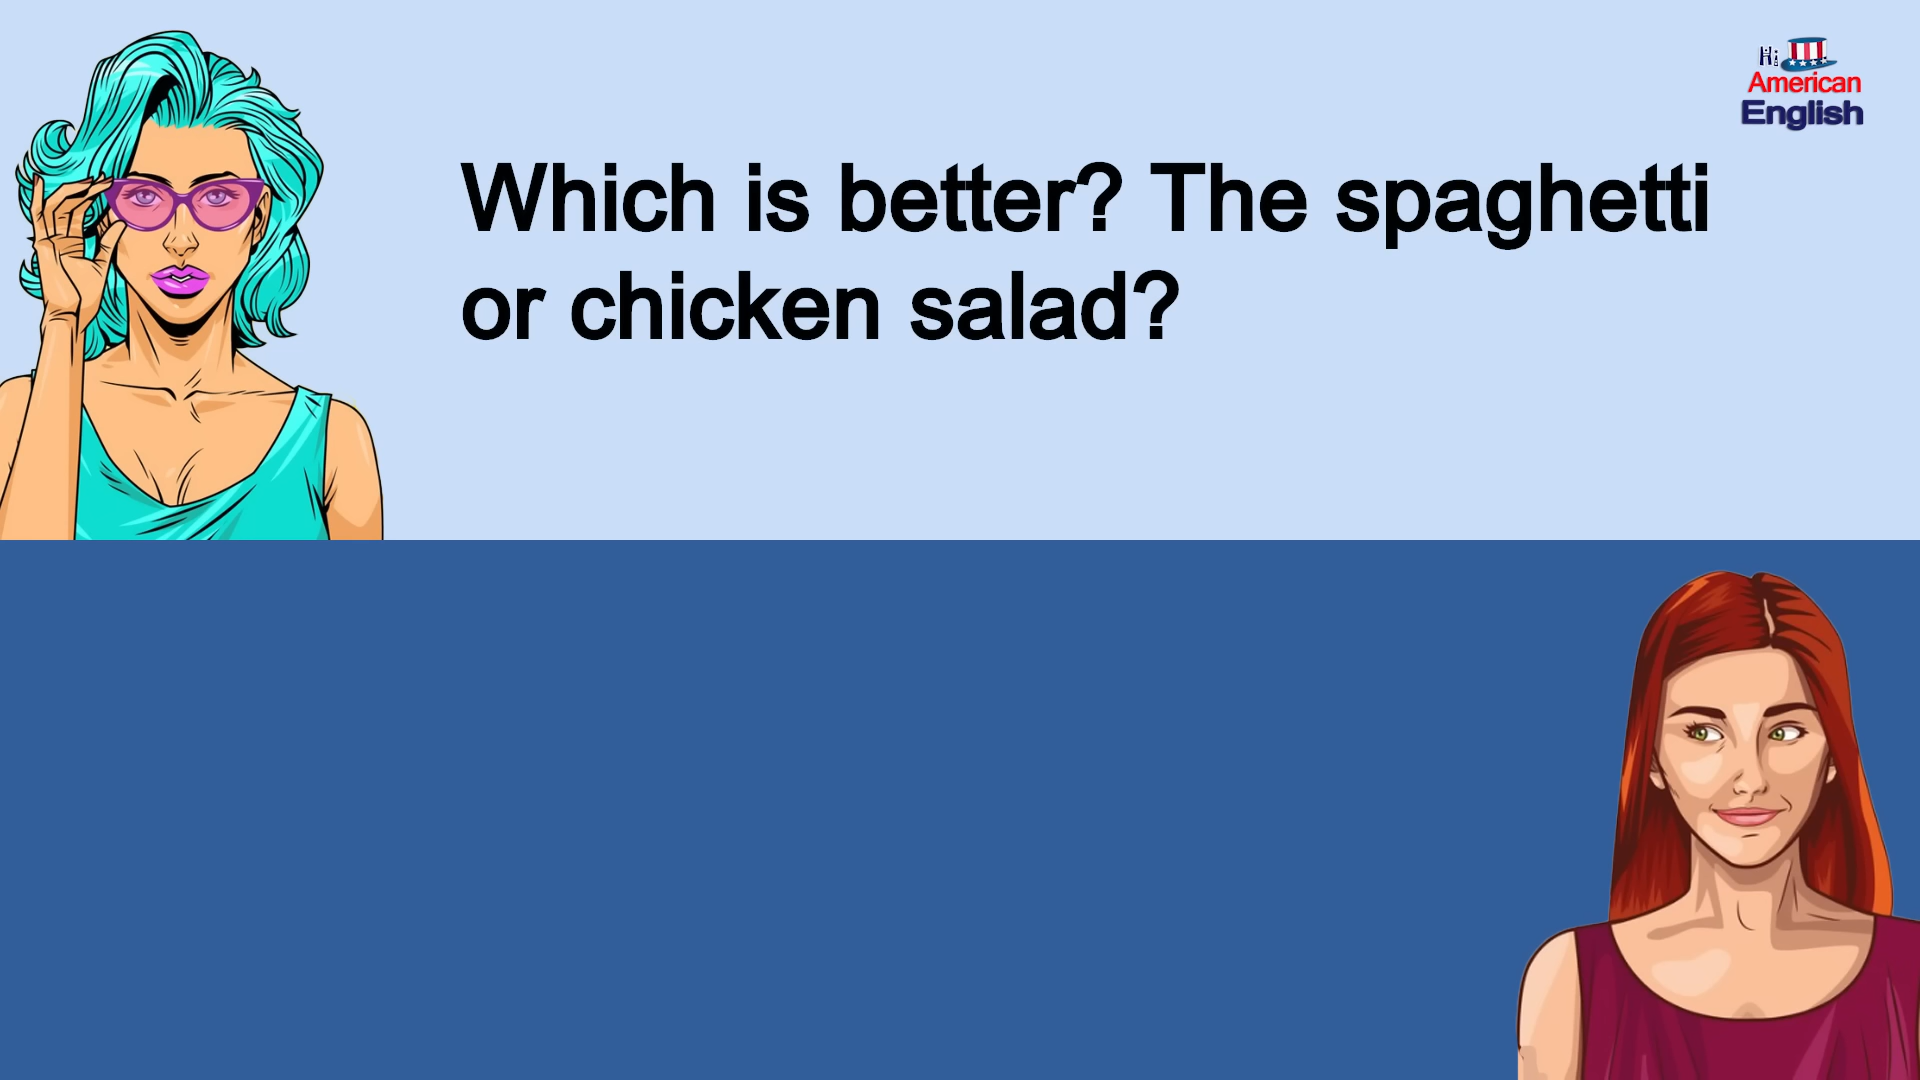 Hi
American
English
Which is better? The spaghetti
or chicken salad?